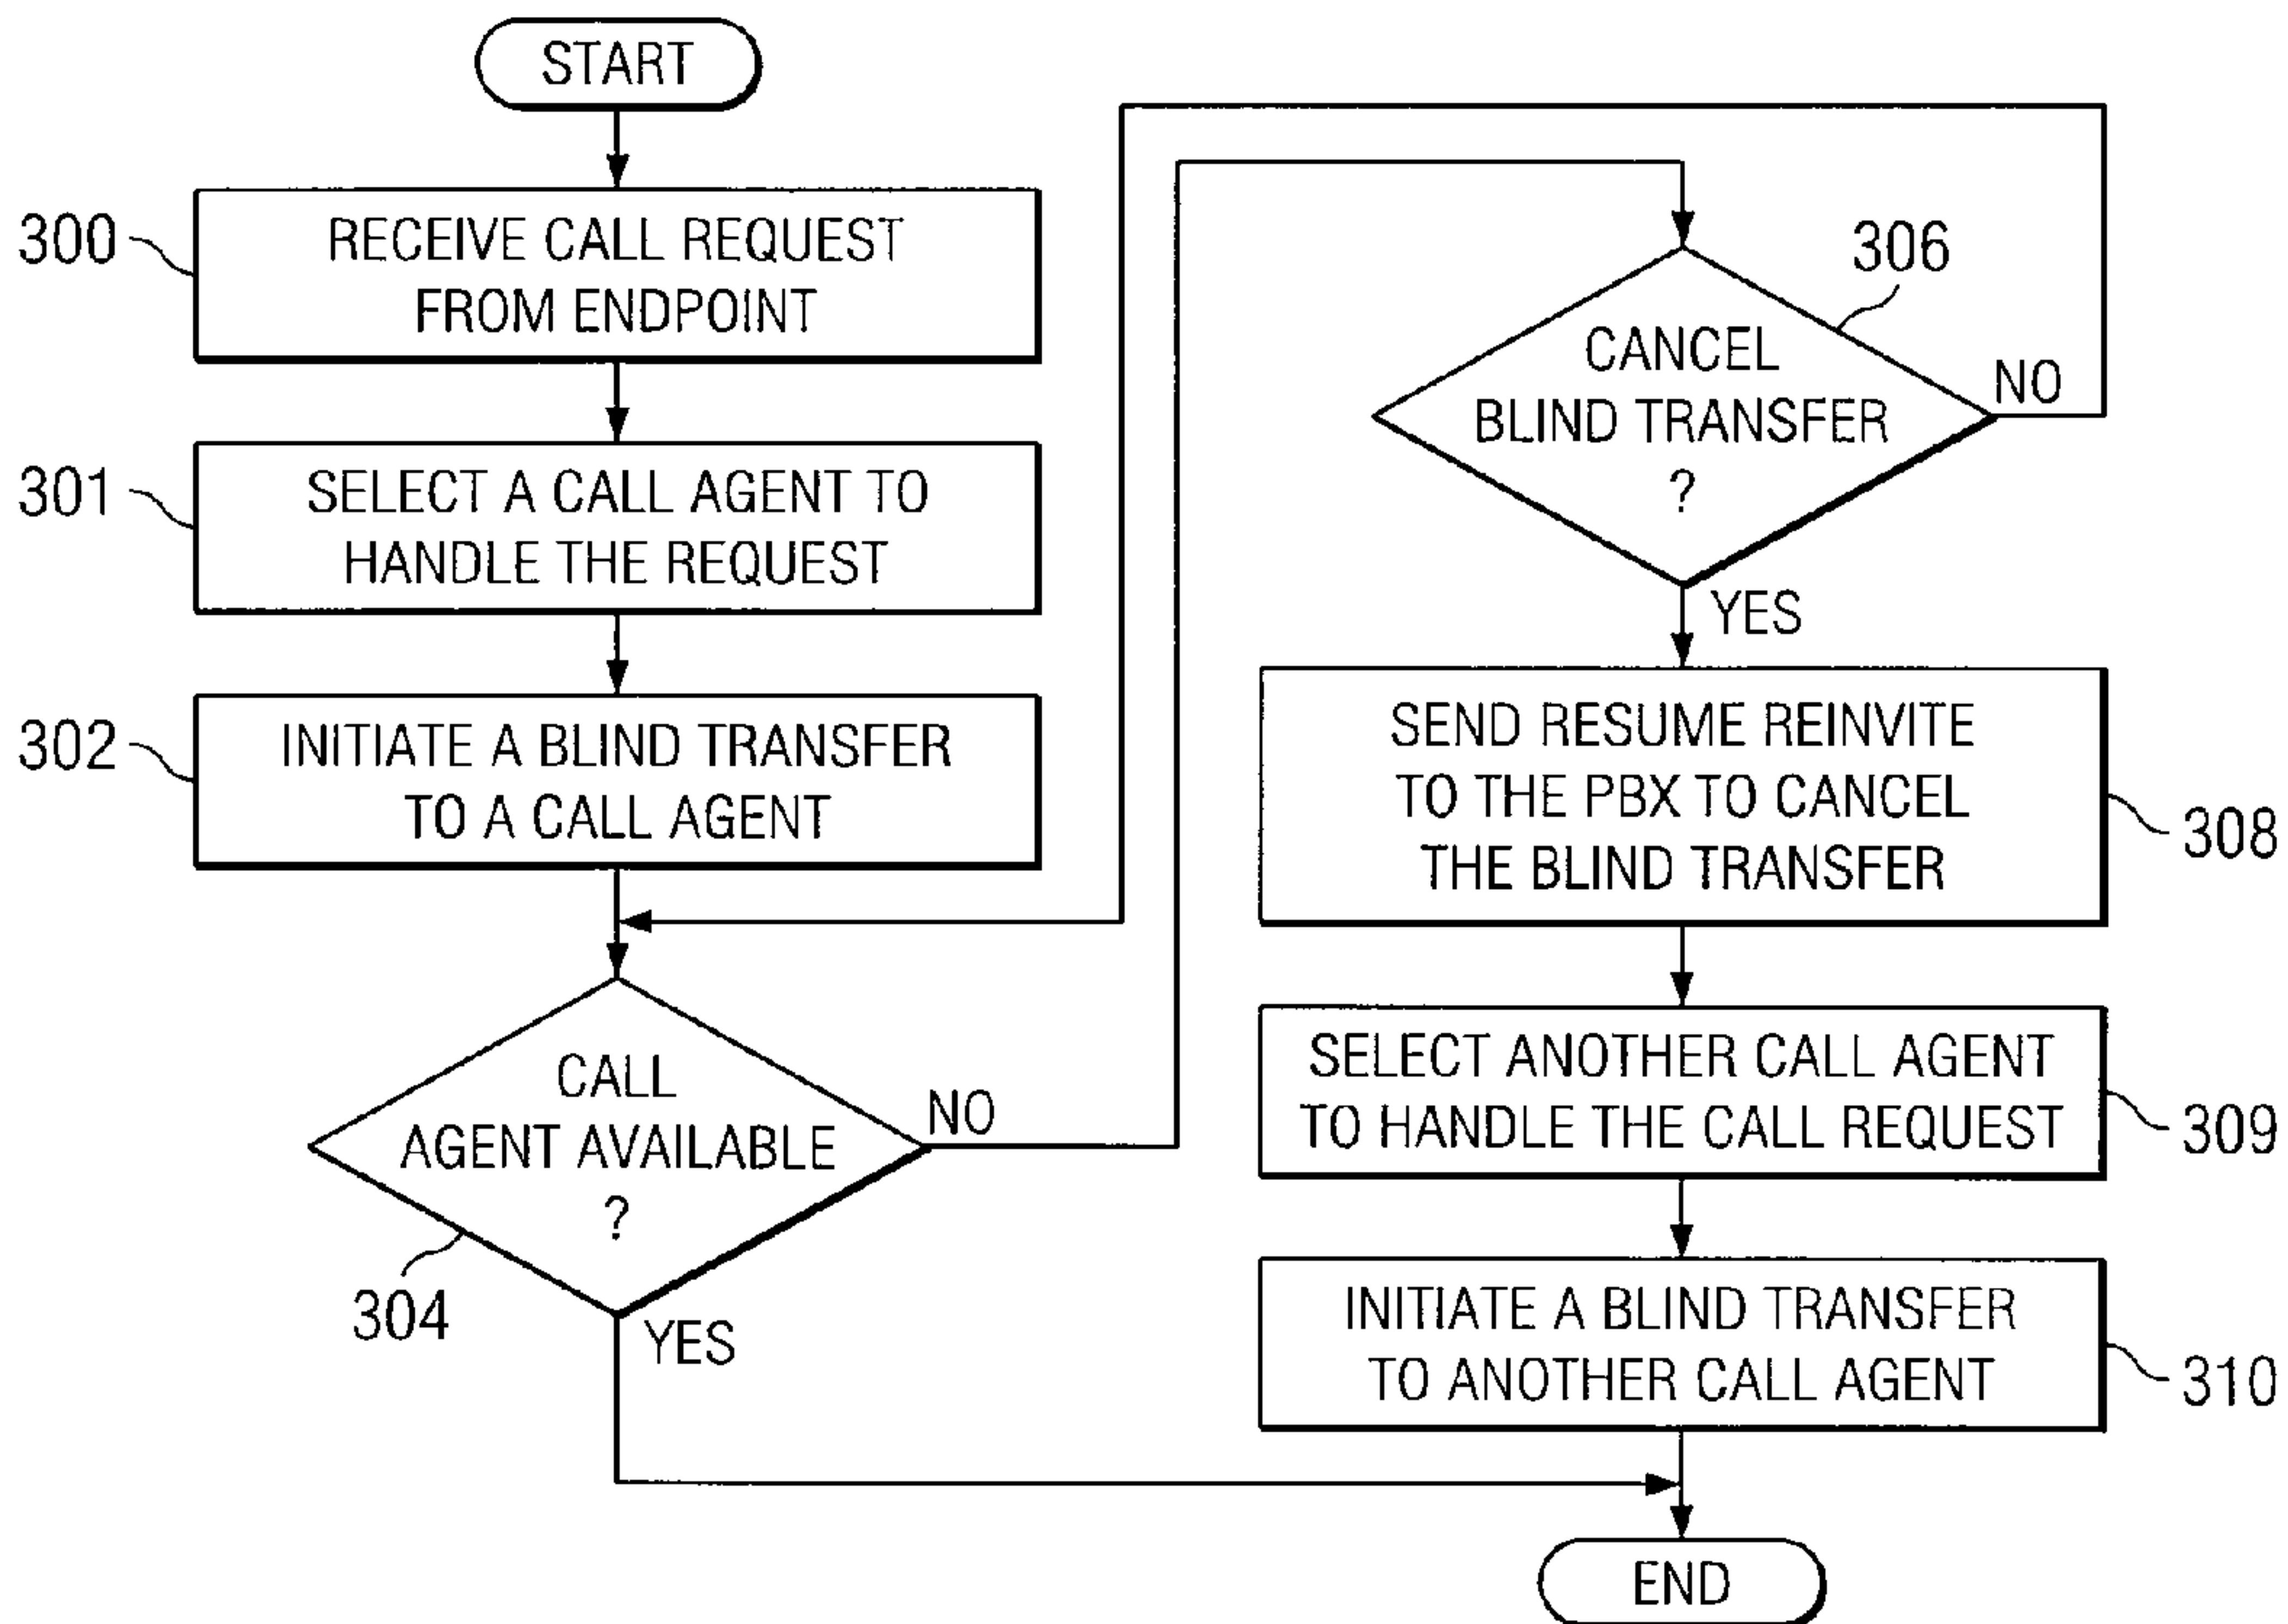 START
300
RECEIVE CALL REQUEST
FROM ENDPOINT
301
SELECT A CALL AGENT TO
HANDLE THE REQUEST
302
INITIATE A BLIND TRANSFER
TO A CALL AGENT
CALL
AGENT AVAILABLE
?
NO
304
YES
306
CANCEL
BLIND TRANSFER
?
NO
YES
SEND RESUME REINVITE
TO THE PBX TO CANCEL
THE BLIND TRANSFER
308
SELECT ANOTHER CALL AGENT
TO HANDLE THE CALL REQUEST
309
INITIATE A BLIND TRANSFER
TO ANOTHER CALL AGENT
310
END